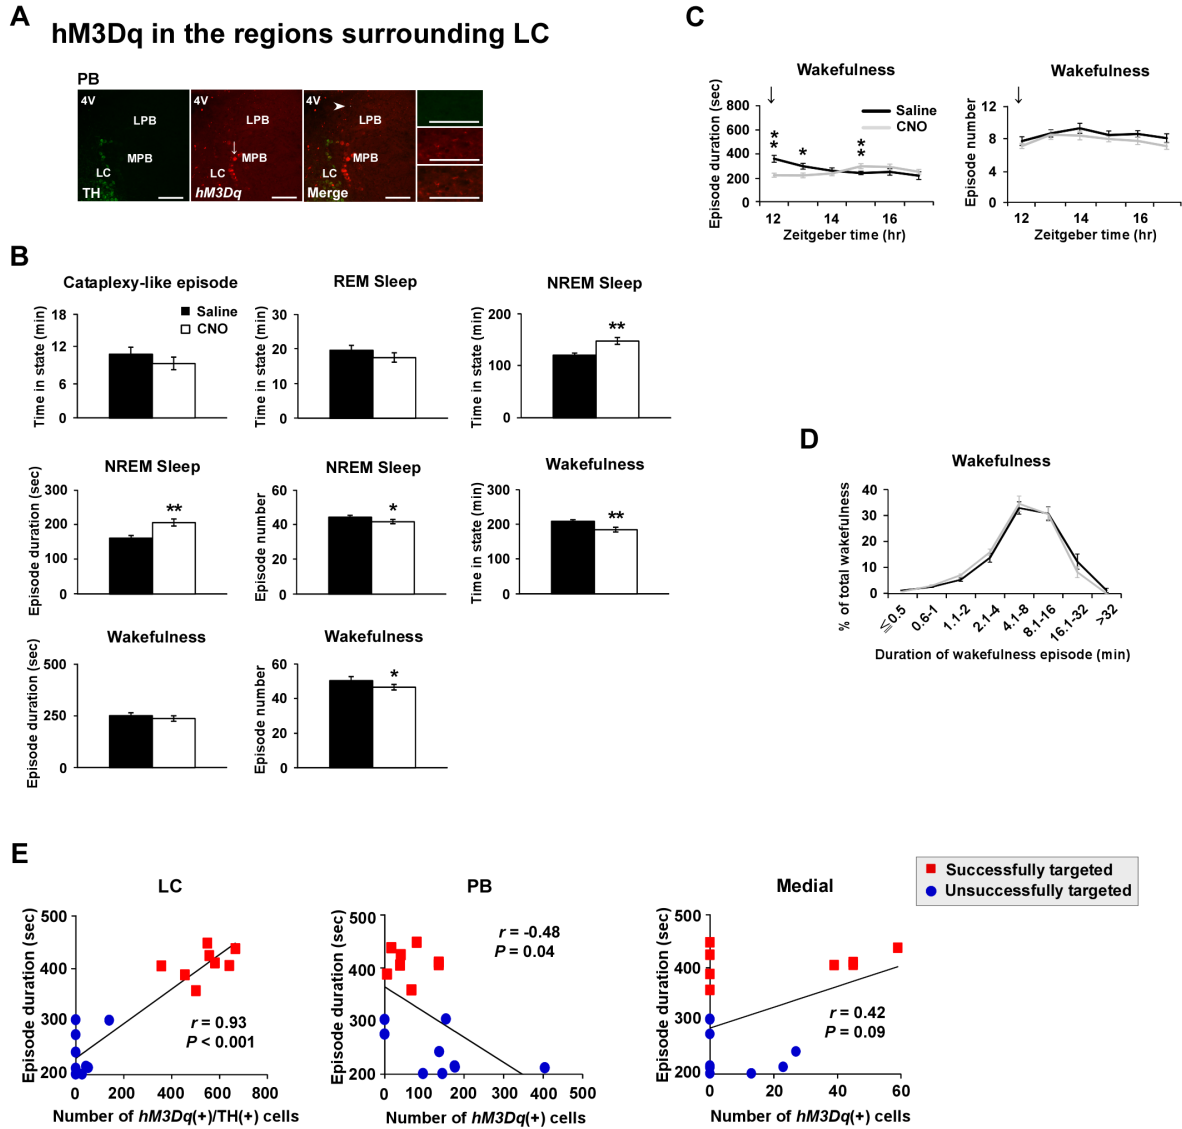 A
hM3Dq in the regions surrounding LC
PB
4V
LPB
MPB
LC
TH
4V
LPB
MPB
LC
hM3Dq
4V
LPB
MPB
LC
Merge
C
Wakefulness
Episode duration (sec)
800
600
400
200
0
Saline
CNO
**
*
**
12 14 16
Zeitgeber time (hr)
Wakefulness
Episode number
12
8
4
0
12 14 16
Zeitgeber time (hr)
B
Cataplexy-like episode
Time in state (min)
18
12
6
0
Saline
CNO
REM Sleep
Time in state (min)
30
20
10
0
NREM Sleep
Time in state (min)
200
100
0
**
NREM Sleep
Episode duration (sec)
300
200
100
0
**
NREM Sleep
Episode number
60
40
20
0
*
Wakefulness
Time in state (min)
300
200
100
0
**
Wakefulness
Episode duration (sec)
500
250
0
Wakefulness
Episode number
60
40
20
0
*
D
Wakefulness
% of total wakefulness
40
30
20
10
0
≦0.5 0.6-1 1.1-2 2.1-4 4.1-8 8.1-16 16.1-32 >32
Duration of wakefulness episode (min)
E
Successfully targeted
Unsuccessfully targeted
LC
Episode duration (sec)
500
400
300
200
r = 0.93
P < 0.001
0 200 400 600 800
Number of hM3Dq(+)/TH(+) cells
PB
Episode duration (sec)
500
400
300
200
r = -0.48
P = 0.04
0 100 200 300 400 500
Number of hM3Dq(+) cells
Medial
Episode duration (sec)
500
400
300
200
r = 0.42
P = 0.09
0 20 40 60
Number of hM3Dq(+) cells